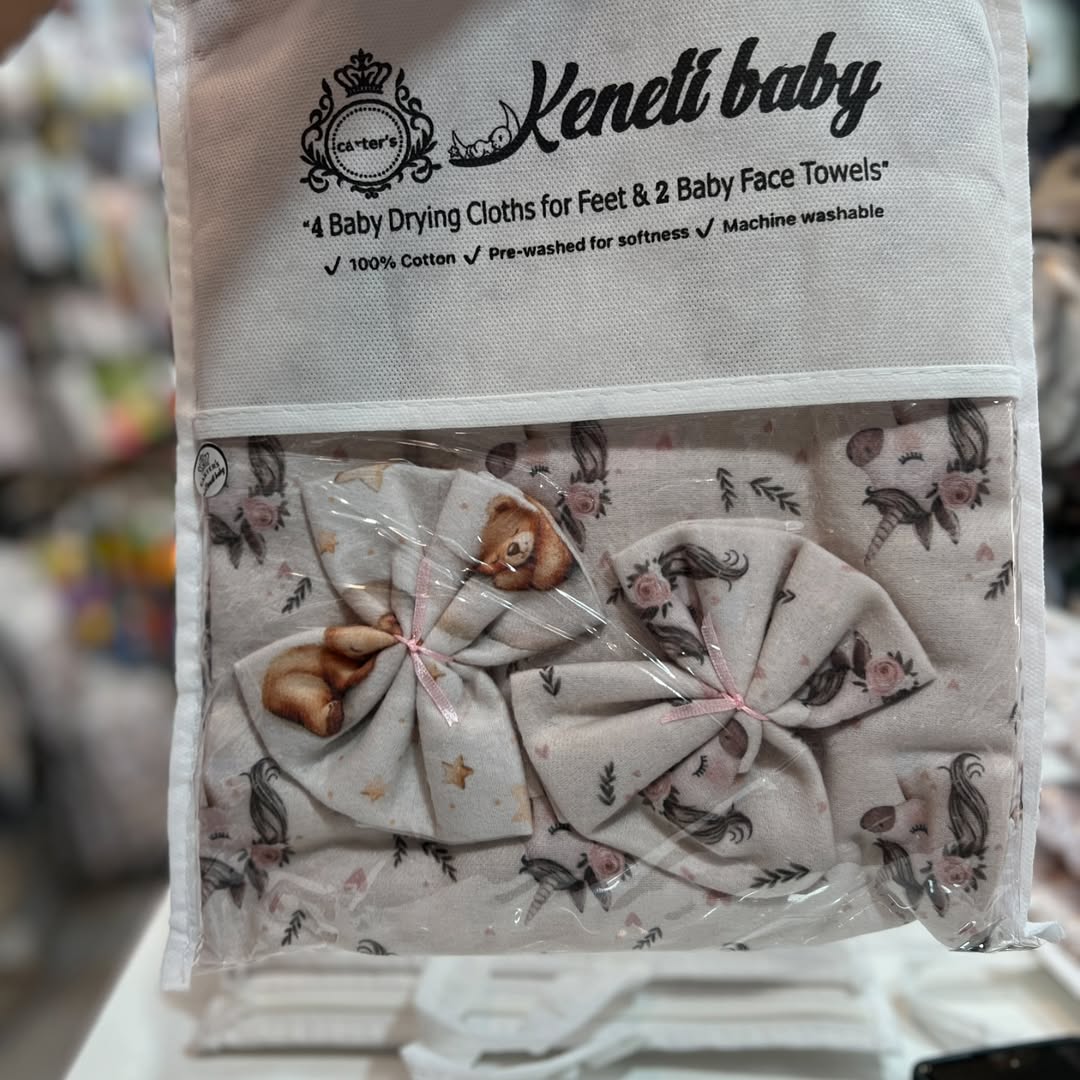 carter's
Keneti baby
"4 Baby Drying Cloths for Feet & 2 Baby Face Towels"
✓ 100% Cotton ✓ Pre-washed for softness ✓ Machine washable